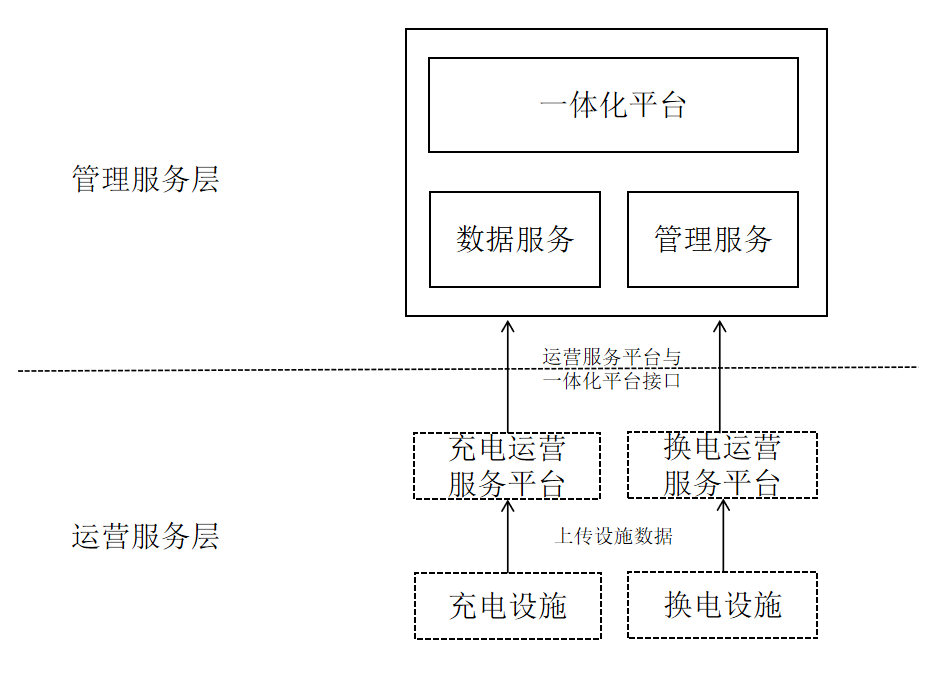 一体化平台
管理服务层
数据服务
管理服务
运营服务平台与
一体化平台接口
充电运营
服务平台
换电运营
服务平台
运营服务层
上传设施数据
充电设施
换电设施